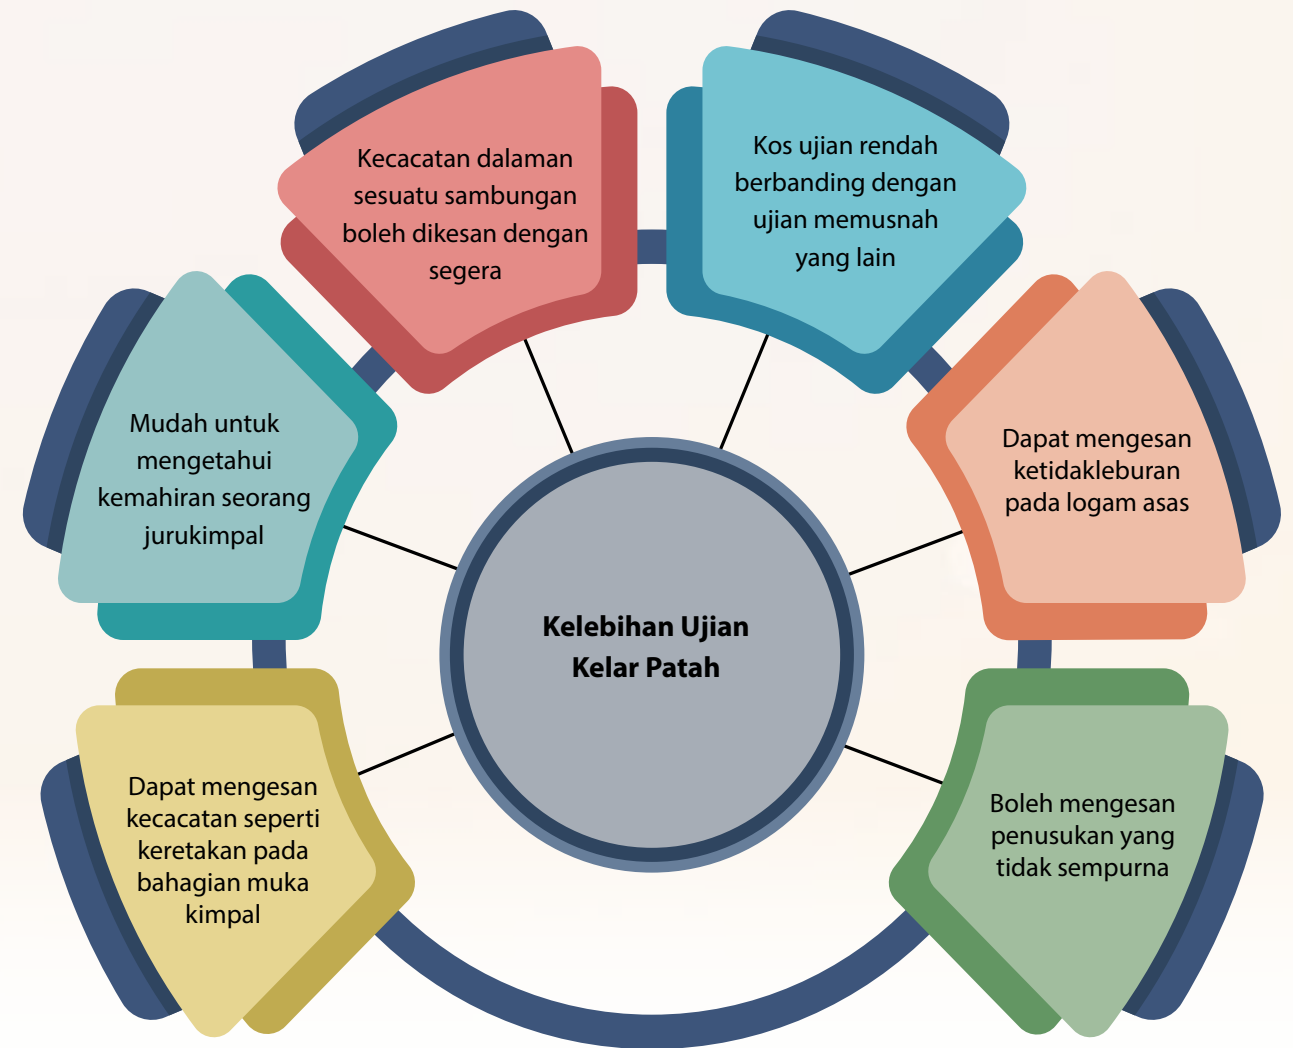 Kecacatan dalaman
sesuatu sambungan
boleh dikesan dengan
segera
Kos ujian rendah
berbanding dengan
ujian memusnah
yang lain
Mudah untuk
mengetahui
kemahiran seorang
jurukimpal
Dapat mengesan
ketidakleburan
pada logam asas
Kelebihan Ujian
Kelar Patah
Dapat mengesan
kecacatan seperti
keretakan pada
bahagian muka
kimpal
Boleh mengesan
penusukan yang
tidak sempurna